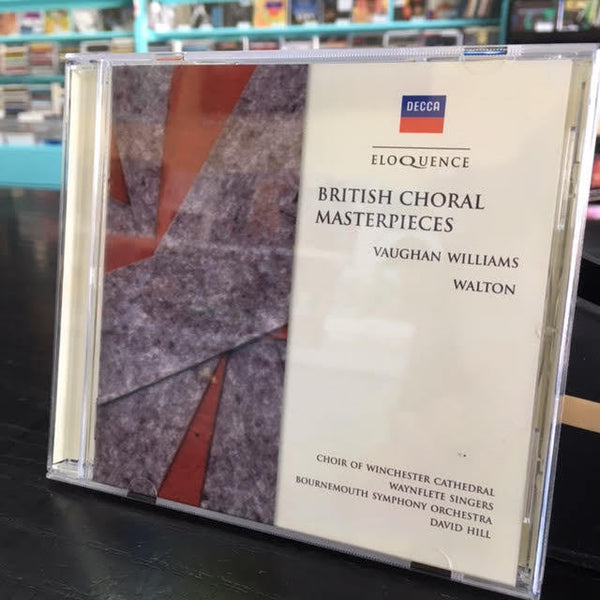 DECCA
ELOQUENCE
BRITISH CHORAL
MASTERPIECES
VAUGHAN WILLIAMS
WALTON
CHOIR OF WINCHESTER CATHEDRAL
WAYNFLETE SINGERS
BOURNEMOUTH SYMPHONY ORCHESTRA
DAVID HILL